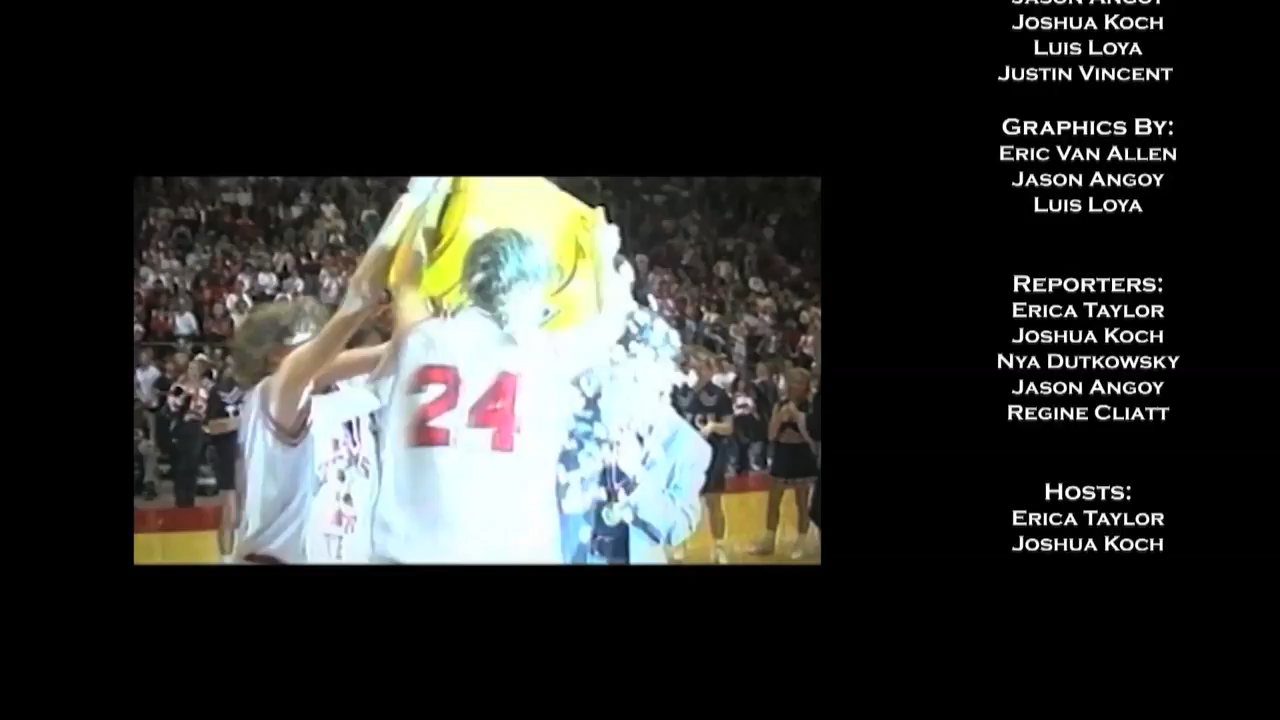 24
Joshua Koch
Luis Loya
Justin Vincent
Graphics By:
Eric Van Allen
Jason Angoy
Luis Loya
Reporters:
Erica Taylor
Joshua Koch
Nya Dutkowsky
Jason Angoy
Regine Cliatt
Hosts:
Erica Taylor
Joshua Koch